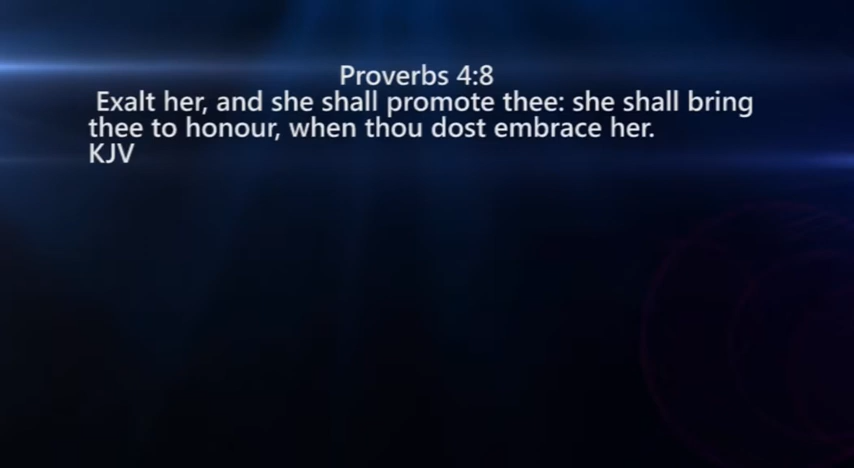 Proverbs 4:8
Exalt her, and she shall promote thee: she shall bring
thee to honour, when thou dost embrace her.
KJV